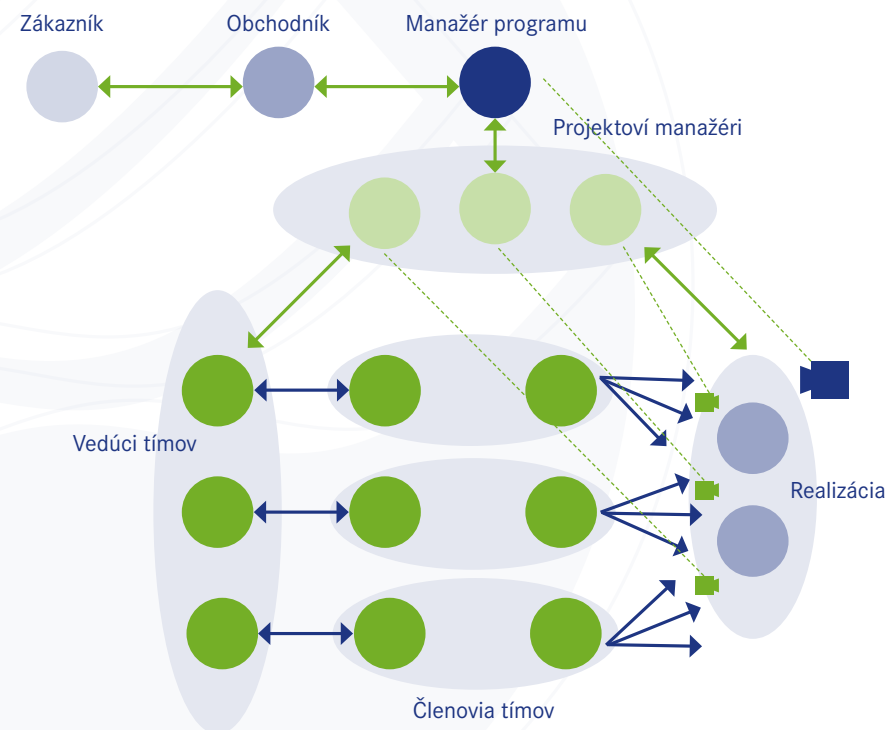 Zákazník
Obchodník
Manažér programu
Projektoví manažéri
Vedúci tímov
Realizácia
Členovia tímov